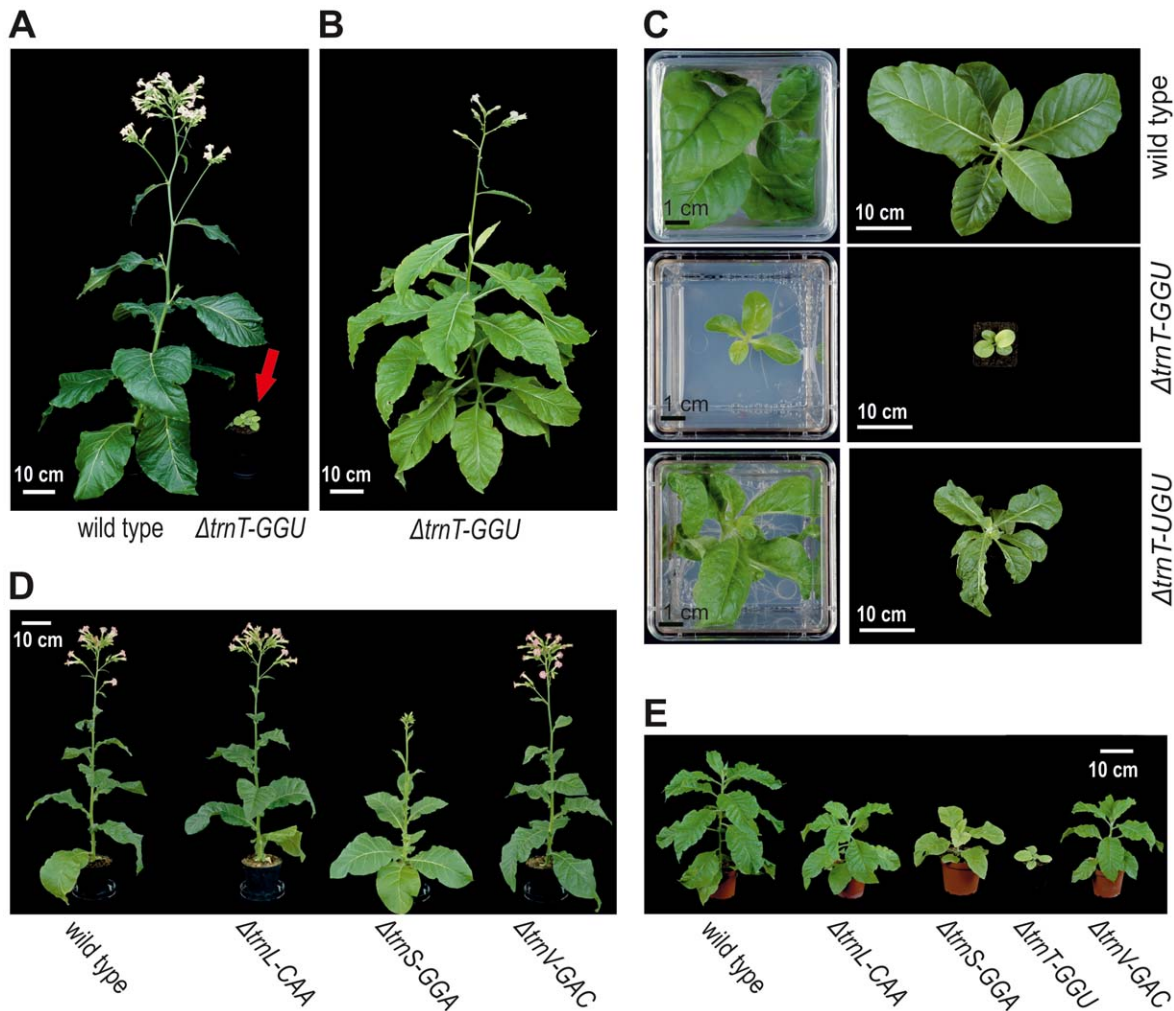 A
B
C
10 cm
wild type
ΔtrnT-GGU
10 cm
ΔtrnT-GGU
1 cm
10 cm
wild type
1 cm
10 cm
ΔtrnT-GGU
1 cm
10 cm
ΔtrnT-UGU
D
10 cm
wild type
ΔtrnL-CAA
ΔtrnS-GGA
ΔtrnV-GAC
E
10 cm
wild type
ΔtrnL-CAA
ΔtrnS-GGA
ΔtrnT-GGU
ΔtrnV-GAC